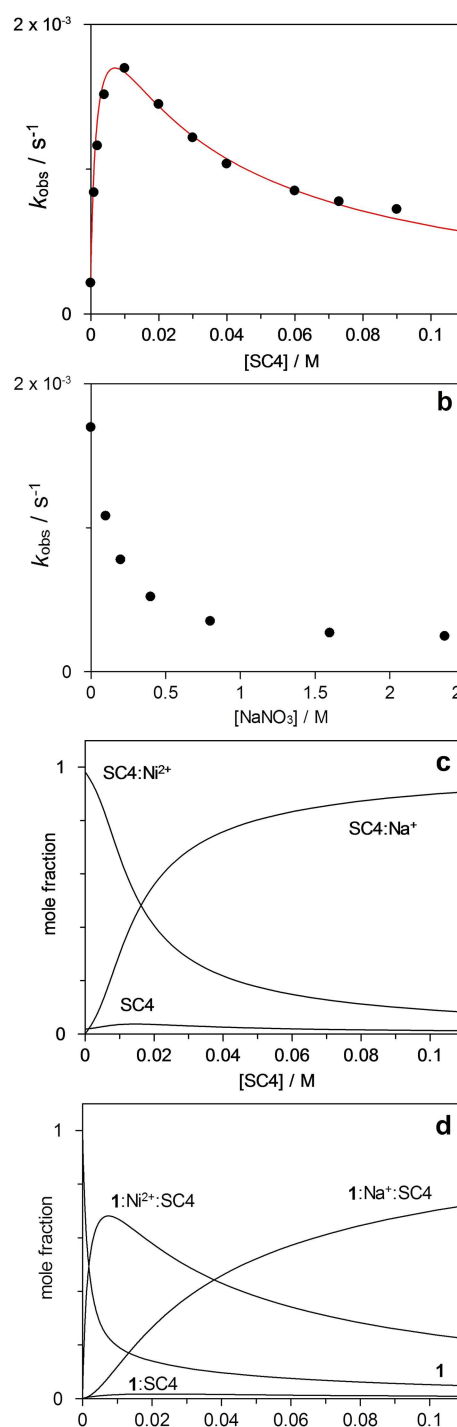 2 x 10⁻³
k_obs / s⁻¹
0
0 0.02 0.04 0.06 0.08 0.1
[SC4] / M
2 x 10⁻³
b
k_obs / s⁻¹
0
0 0.5 1 1.5 2 2
[NaNO₃] / M
1
c
SC4:Ni²⁺
SC4:Na⁺
mole fraction
SC4
0
0 0.02 0.04 0.06 0.08 0.1
[SC4] / M
1
d
1:Ni²⁺:SC4
1:Na⁺:SC4
mole fraction
1:SC4
1
0
0 0.02 0.04 0.06 0.08 0.1